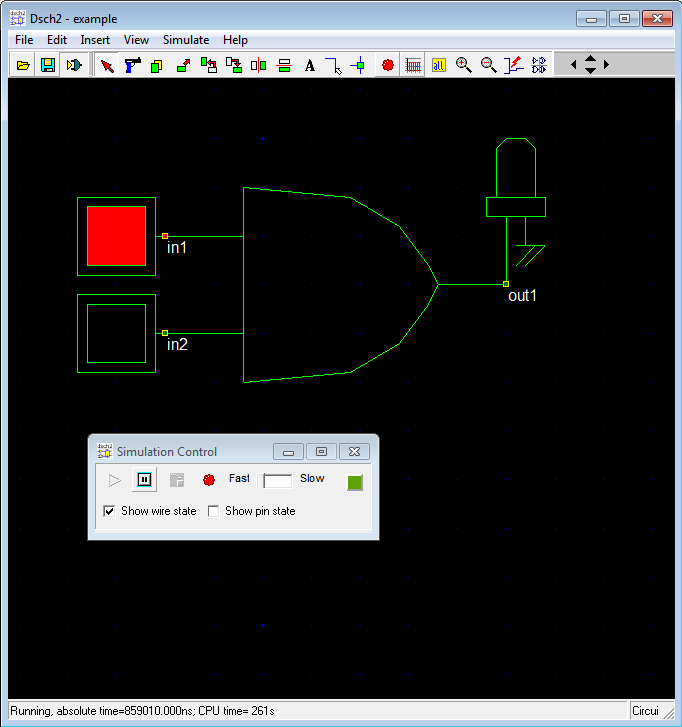 Dsch2 - example
File Edit Insert View Simulate Help
A all
in1
out1
in2
Simulation Control
Fast Slow
Show wire state Show pin state
Running, absolute time=859010.000ns; CPU time= 261s Circui